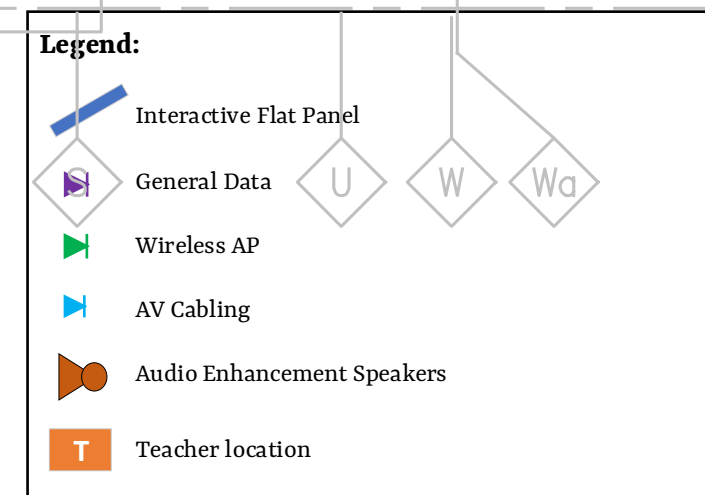 Legend:
Interactive Flat Panel
S General Data U W Wa
Wireless AP
AV Cabling
Audio Enhancement Speakers
T Teacher location